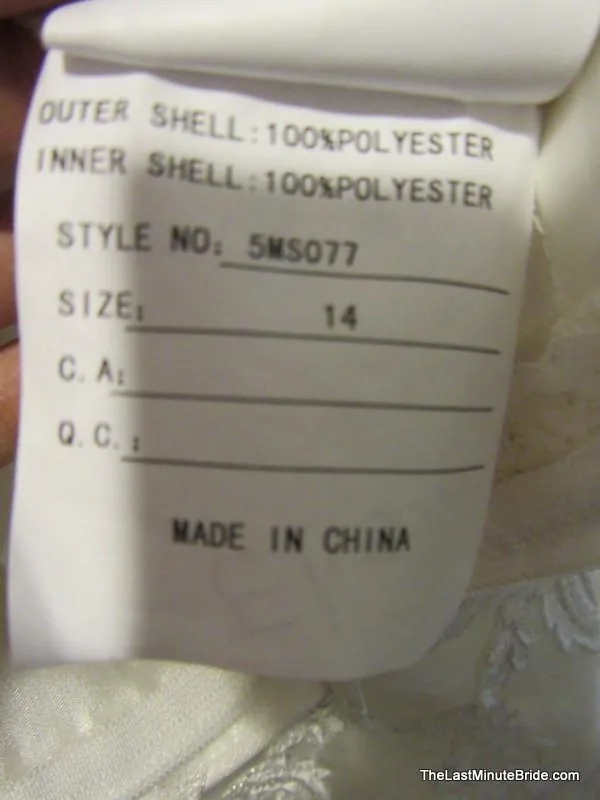 OUTER SHELL:100%POLYESTER
INNER SHELL:100%POLYESTER
STYLE NO: 5MS077
SIZE: 14
C.A:
Q.C.:
MADE IN CHINA
TheLastMinuteBride.com